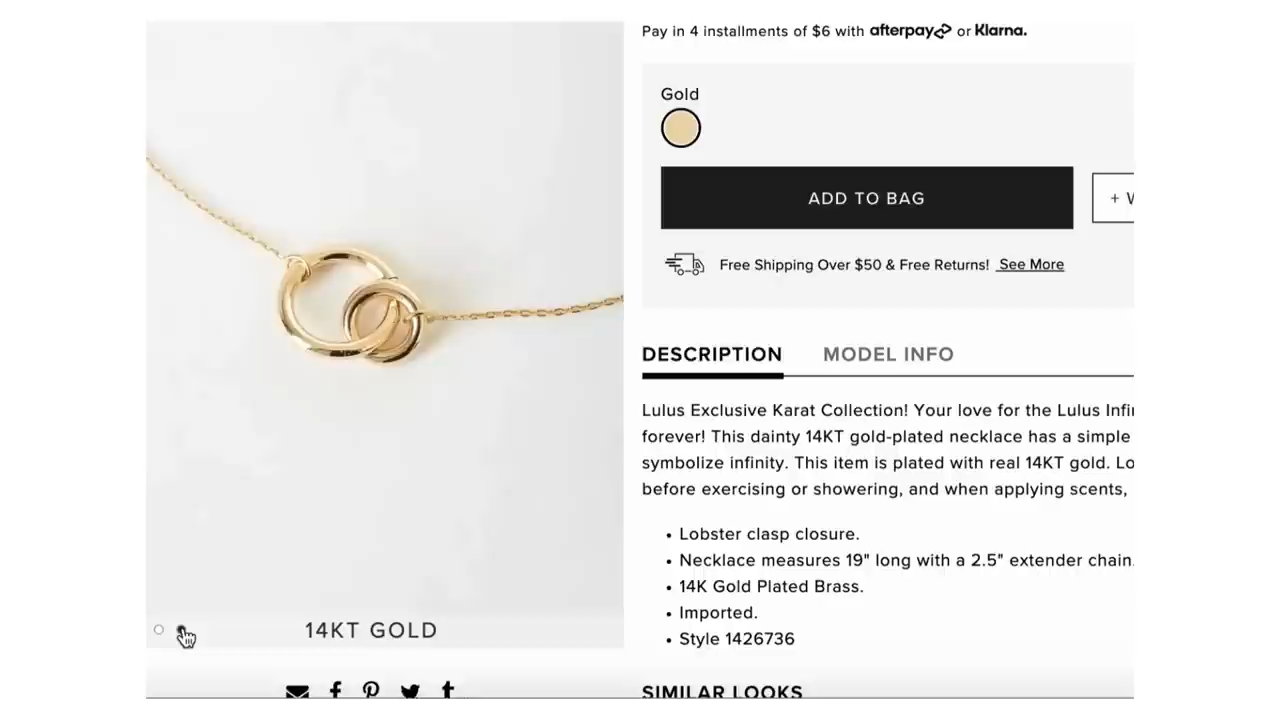 Pay in 4 installments of $6 with afterpay or Klarna.
Gold
ADD TO BAG
+
Free Shipping Over $50 & Free Returns! See More
DESCRIPTION
MODEL INFO
Lulus Exclusive Karat Collection! Your love for the Lulus
forever! This dainty 14KT gold-plated necklace has a simple
symbolize infinity. This item is plated with real 14KT gold.
before exercising or showering, and when applying scents,
• Lobster clasp closure.
• Necklace measures 19" long with a 2.5" extender chain.
• 14K Gold Plated Brass.
• Imported.
• Style 1426736
14KT GOLD
SIMILAR LOOKS